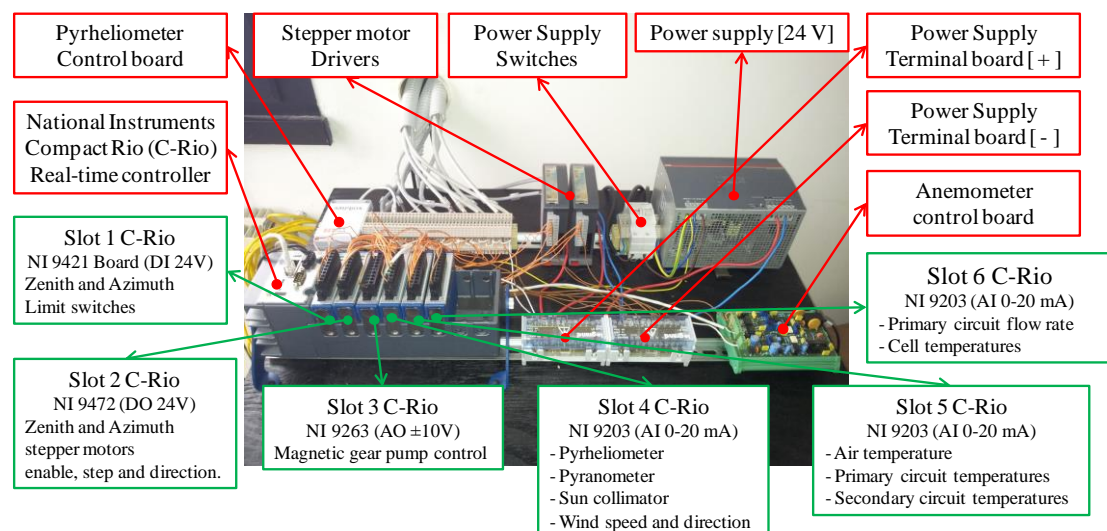 Pyrheliometer
Control board
Stepper motor
Drivers
Power Supply
Switches
Power supply [24 V]
Power Supply
Terminal board [ + ]
Power Supply
Terminal board [ - ]
National Instruments
Compact Rio (C-Rio)
Real-time controller
Anemometer
control board
Slot 1 C-Rio
NI 9421 Board (DI 24V)
Zenith and Azimuth
Limit switches
Slot 6 C-Rio
NI 9203 (AI 0-20 mA)
- Primary circuit flow rate
- Cell temperatures
Slot 2 C-Rio
NI 9472 (DO 24V)
Zenith and Azimuth
stepper motors
enable, step and direction.
Slot 3 C-Rio
NI 9263 (AO ±10V)
Magnetic gear pump control
Slot 4 C-Rio
NI 9203 (AI 0-20 mA)
- Pyrheliometer
- Pyranometer
- Sun collimator
- Wind speed and direction
Slot 5 C-Rio
NI 9203 (AI 0-20 mA)
- Air temperature
- Primary circuit temperatures
- Secondary circuit temperatures